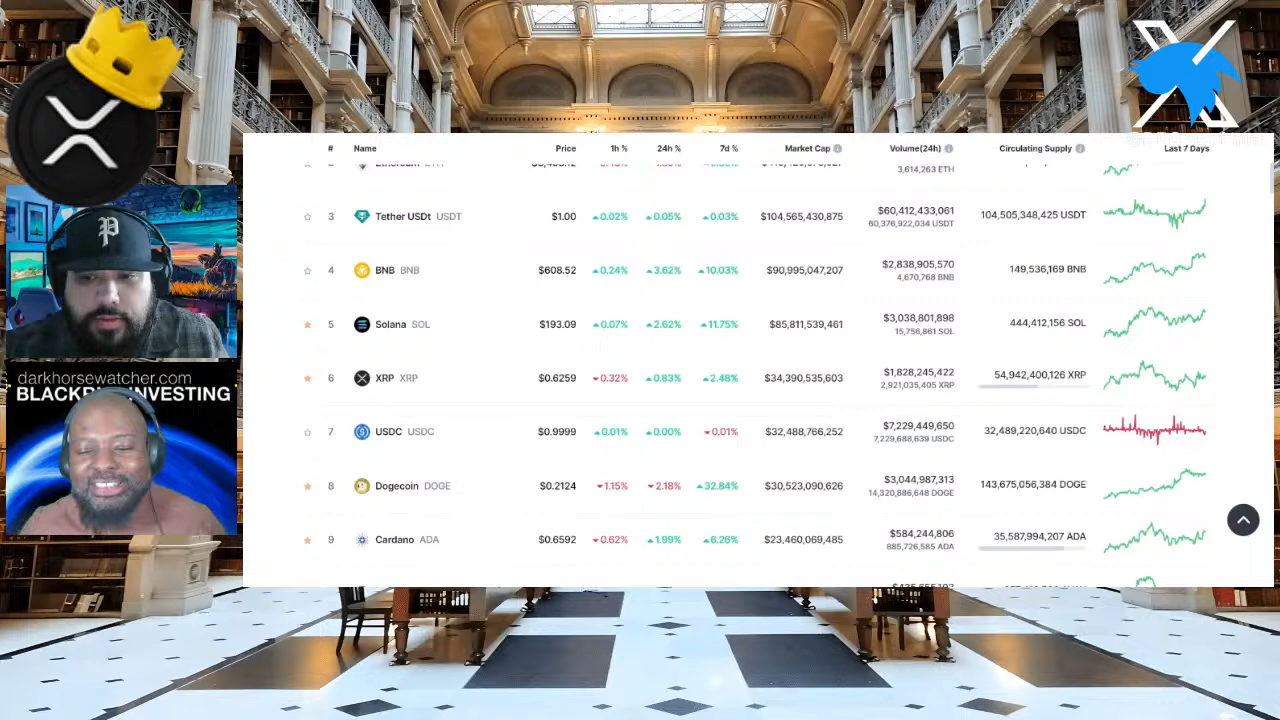 # Name Price 1h % 24h % 7d % Market Cap Volume(24h) Circulating Supply Last 7 Days
3,614,263 ETH
3 Tether USDt USDT $1.00 0.02% 0.05% 0.03% $104,565,430,875 $60,412,433,061 104,505,348,425 USDT
60,376,922,034 USDT
4 BNB BNB $608.52 0.24% 3.62% 10.03% $90,995,047,207 $2,838,905,570 149,536,169 BNB
4,670,768 BNB
5 Solana SOL $193.09 0.07% 2.62% 11.75% $85,811,539,461 $3,038,801,898 444,412,156 SOL
15,756,861 SOL
6 XRP XRP $0.6259 0.32% 0.83% 2.48% $34,390,535,603 $1,828,245,422 54,942,400,126 XRP
2,921,035,405 XRP
7 USDC USDC $0.9999 0.01% 0.00% 0.01% $32,488,766,252 $7,229,449,650 32,489,220,640 USDC
7,229,688,639 USDC
8 Dogecoin DOGE $0.2124 1.15% 2.18% 32.84% $30,523,090,626 $3,044,987,313 143,675,056,384 DOGE
14,320,886,648 DOGE
9 Cardano ADA $0.6592 0.62% 1.99% 6.26% $23,460,069,485 $584,244,806 35,587,994,207 ADA
885,726,585 ADA
P
darkhorsewatcher.com